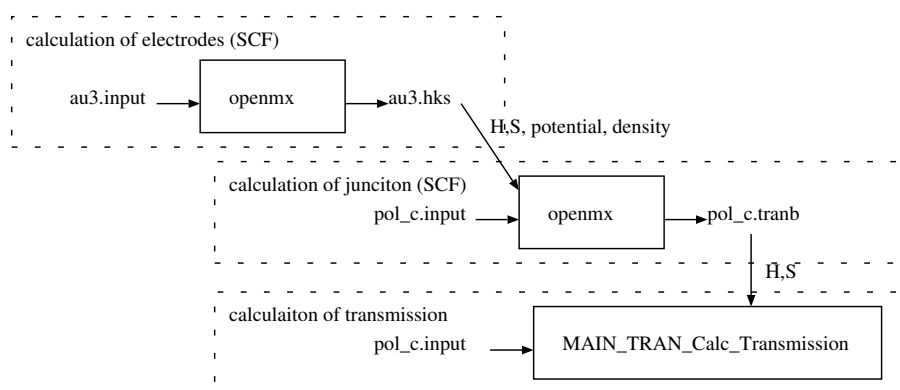 calculation of electrodes (SCF)
au3.input
openmx
au3.hks
H,S, potential, density
calculation of junciton (SCF)
pol_c.input
openmx
pol_c.tranb
H,S
calculaiton of transmission
pol_c.input
MAIN_TRAN_Calc_Transmission